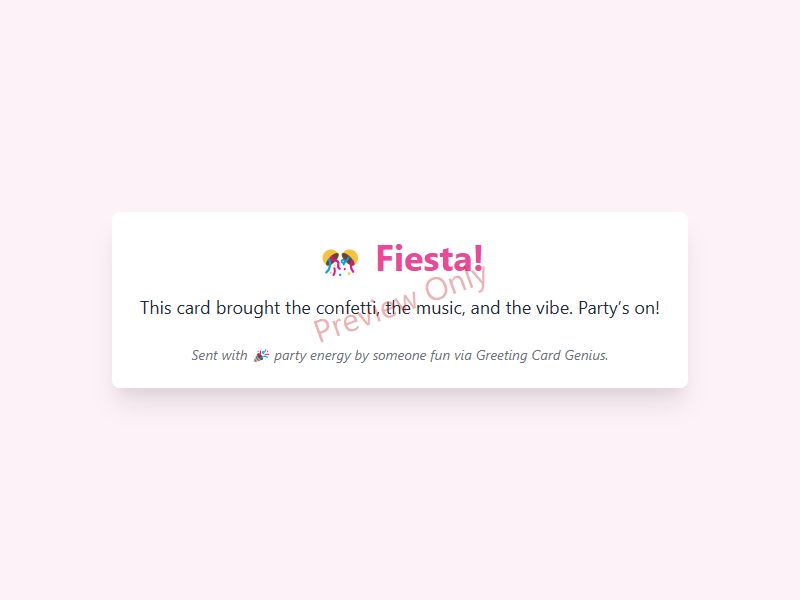 🎊 Fiesta!
This card brought the confetti, the music, and the vibe. Party’s on!
Preview Only
Sent with 🎉 party energy by someone fun via Greeting Card Genius.